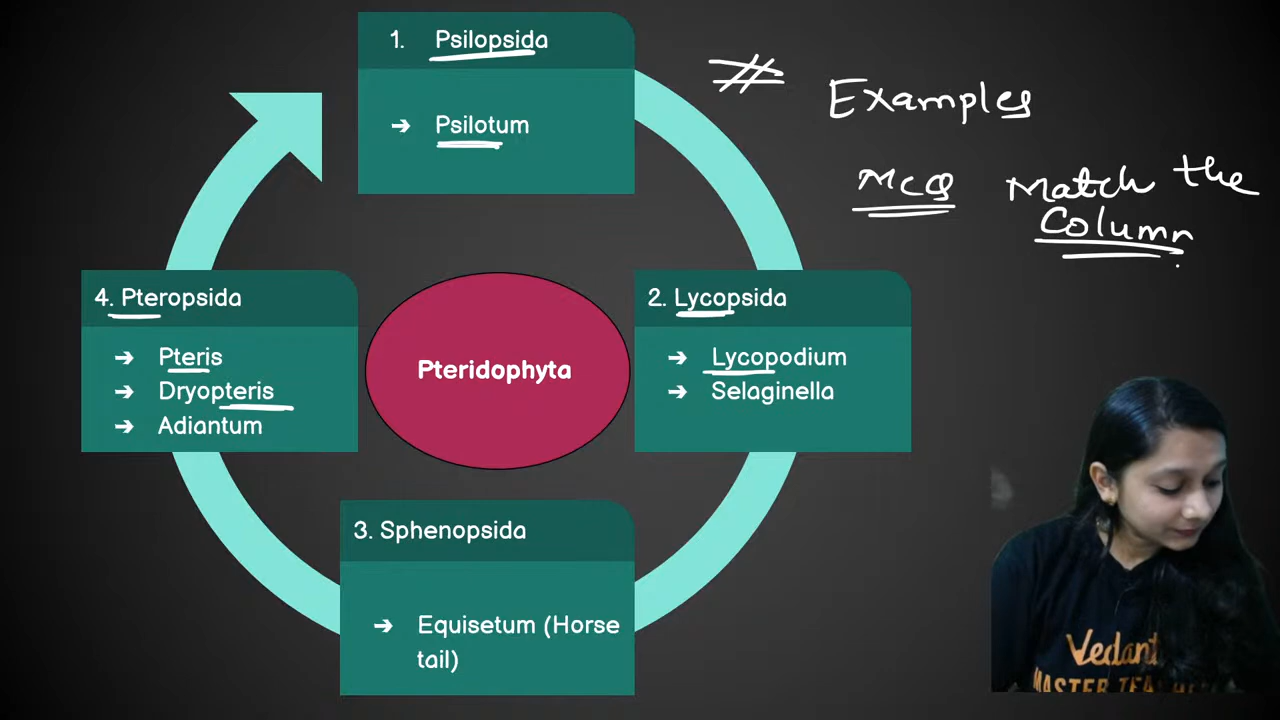 1. Psilopsida
➔ Psilotum
# Examples
MCQ Match the
Column
4. Pteropsida
➔ Pteris
➔ Dryopteris
➔ Adiantum
Pteridophyta
2. Lycopsida
➔ Lycopodium
➔ Selaginella
3. Sphenopsida
➔ Equisetum (Horse
tail)
Vedant
MASTER TEACHER